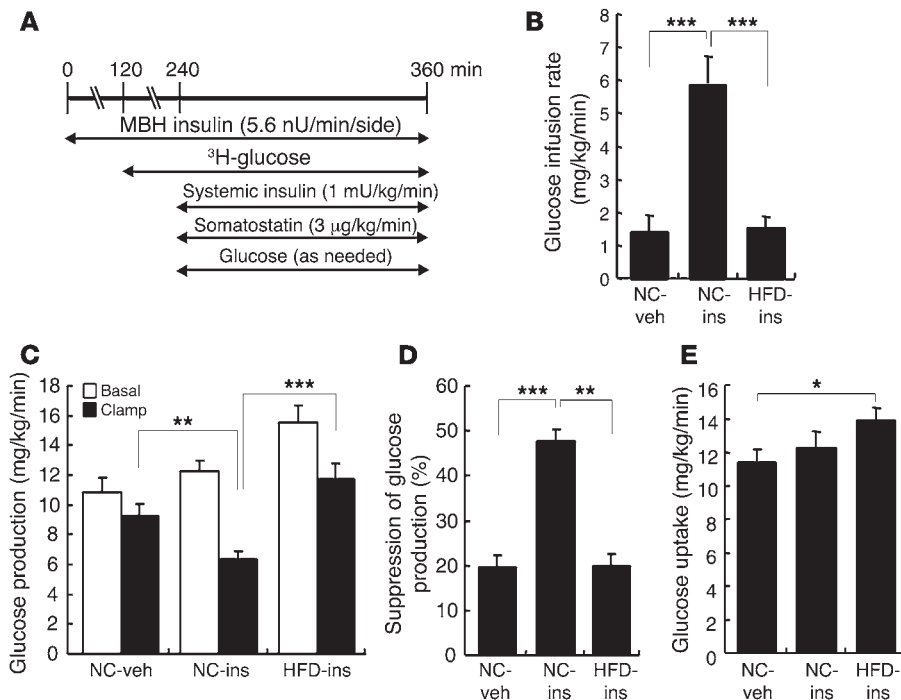 A
0 120 240 360 min
MBH insulin (5.6 nU/min/side)
³H-glucose
Systemic insulin (1 mU/kg/min)
Somatostatin (3 μg/kg/min)
Glucose (as needed)
B
Glucose infusion rate
(mg/kg/min)
8
7
6
5
4
3
2
1
0
*** ***
NC- NC- HFD-
veh ins ins
C
Glucose production (mg/kg/min)
18
16
14
12
10
8
6
4
2
0
Basal
Clamp
** ***
NC-veh NC-ins HFD-ins
D
Suppression of glucose
production (%)
60
50
40
30
20
10
0
*** **
NC- NC- HFD-
veh ins ins
E
Glucose uptake (mg/kg/min)
16
14
12
16
8
6
4
2
0
*
NC- NC-ins HFD-
veh ins